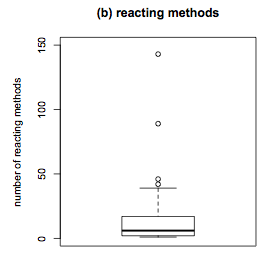 (b) reacting methods
number of reacting methods
150
100
50
0